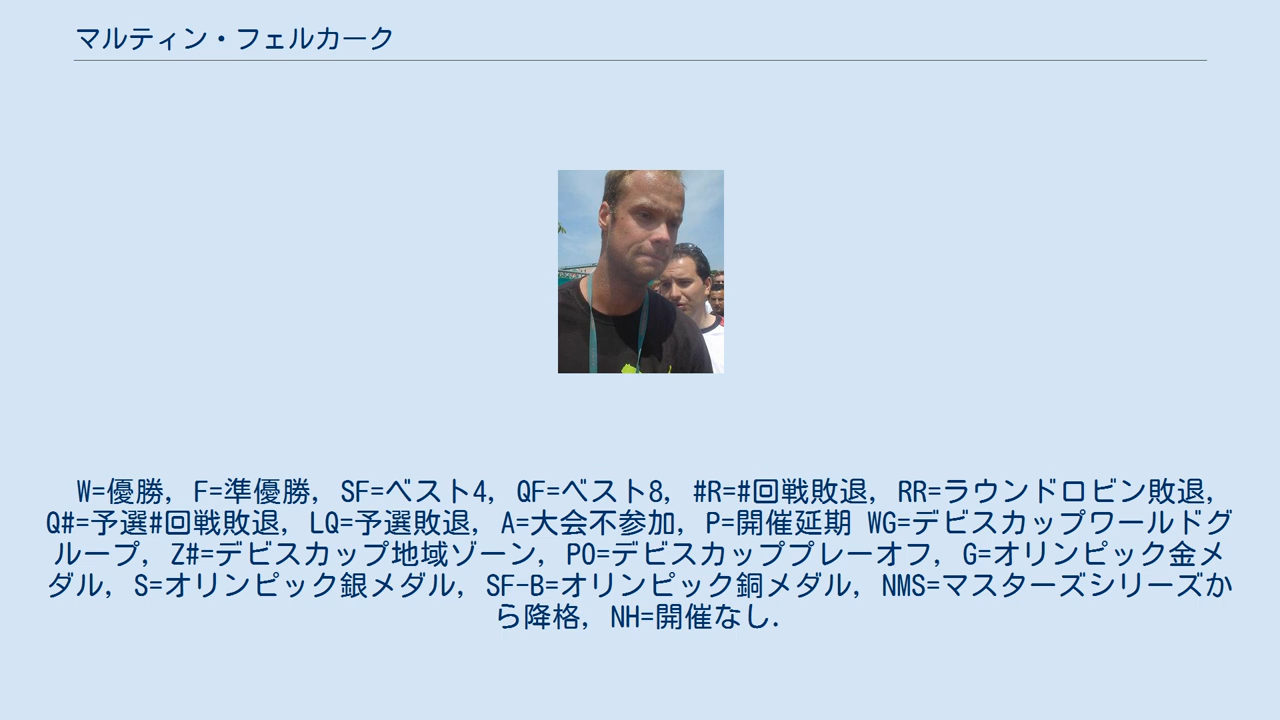 マルティン・フェルカーク
W=優勝, F=準優勝, SF=ベスト4, QF=ベスト8, #R=#回戦敗退, RR=ラウンドロビン敗退,
Q#=予選#回戦敗退, LQ=予選敗退, A=大会不参加, P=開催延期 WG=デビスカップワールドグ
ループ, Z#=デビスカップ地域ゾーン, PO=デビスカッププレーオフ, G=オリンピック金メ
ダル, S=オリンピック銀メダル, SF-B=オリンピック銅メダル, NMS=マスターズシリーズか
ら降格, NH=開催なし.